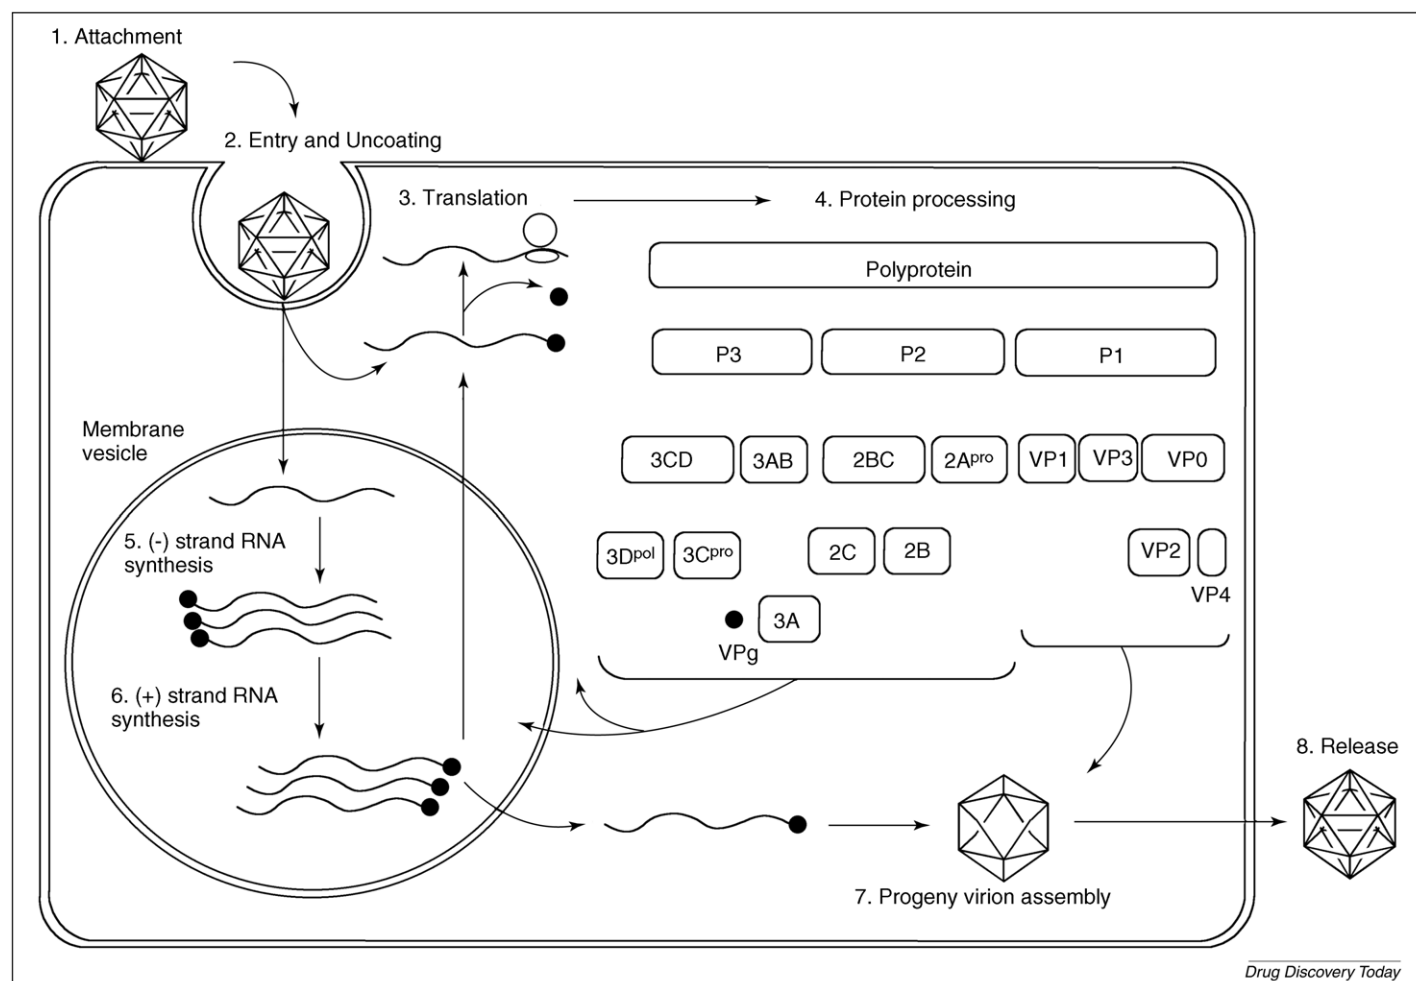 1. Attachment
2. Entry and Uncoating
3. Translation
4. Protein processing
Polyprotein
P3
P2
P1
Membrane
vesicle
3CD
3AB
2BC
2Apro
VP1
VP3
VP0
5. (-) strand RNA
synthesis
3Dpol
3Cpro
2C
2B
VP2
VP4
3A
VPg
6. (+) strand RNA
synthesis
8. Release
7. Progeny virion assembly
Drug Discovery Today